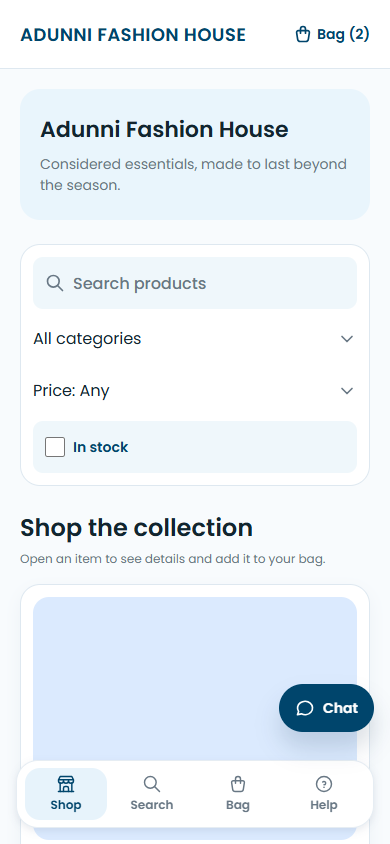 ADUNNI FASHION HOUSE
Bag (2)
Adunni Fashion House
Considered essentials, made to last beyond
the season.
Search products
All categories
Price: Any
In stock
Shop the collection
Open an item to see details and add it to your bag.
Chat
Shop
Search
Bag
Help